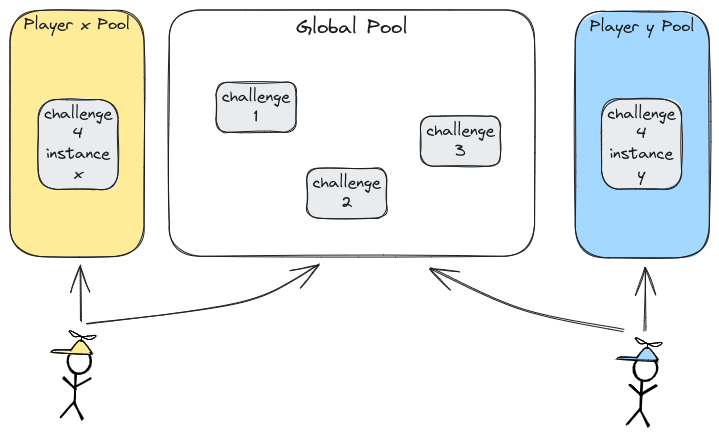 Player x Pool
challenge
4
instance
x
Global Pool
challenge
1
challenge
2
challenge
3
Player y Pool
challenge
4
instance
y